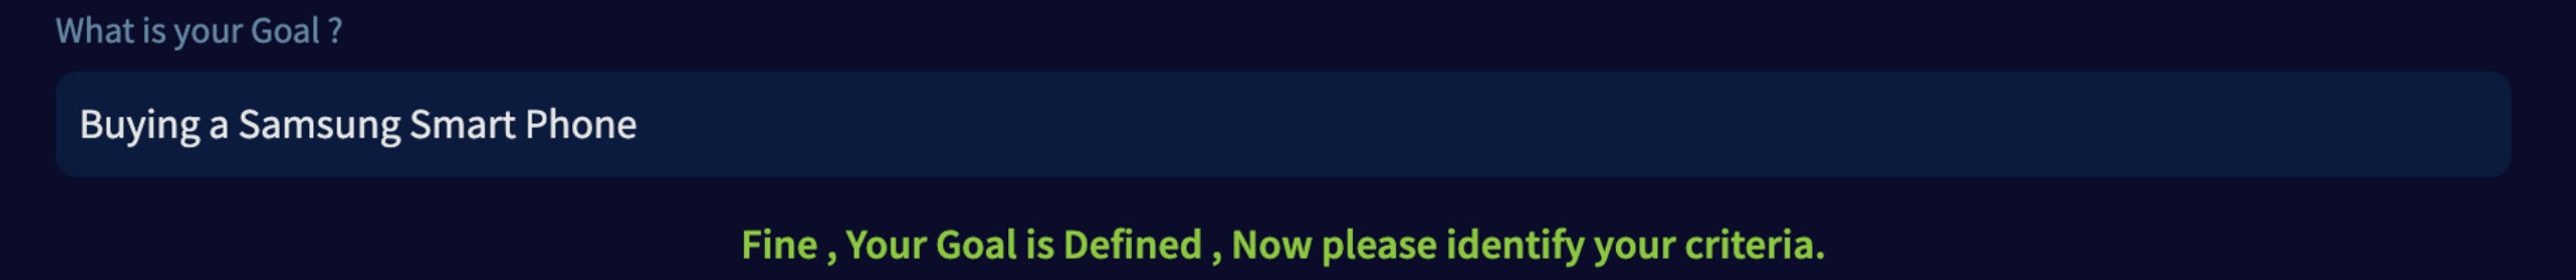 What is your Goal ?
Buying a Samsung Smart Phone
Fine , Your Goal is Defined , Now please identify your criteria.